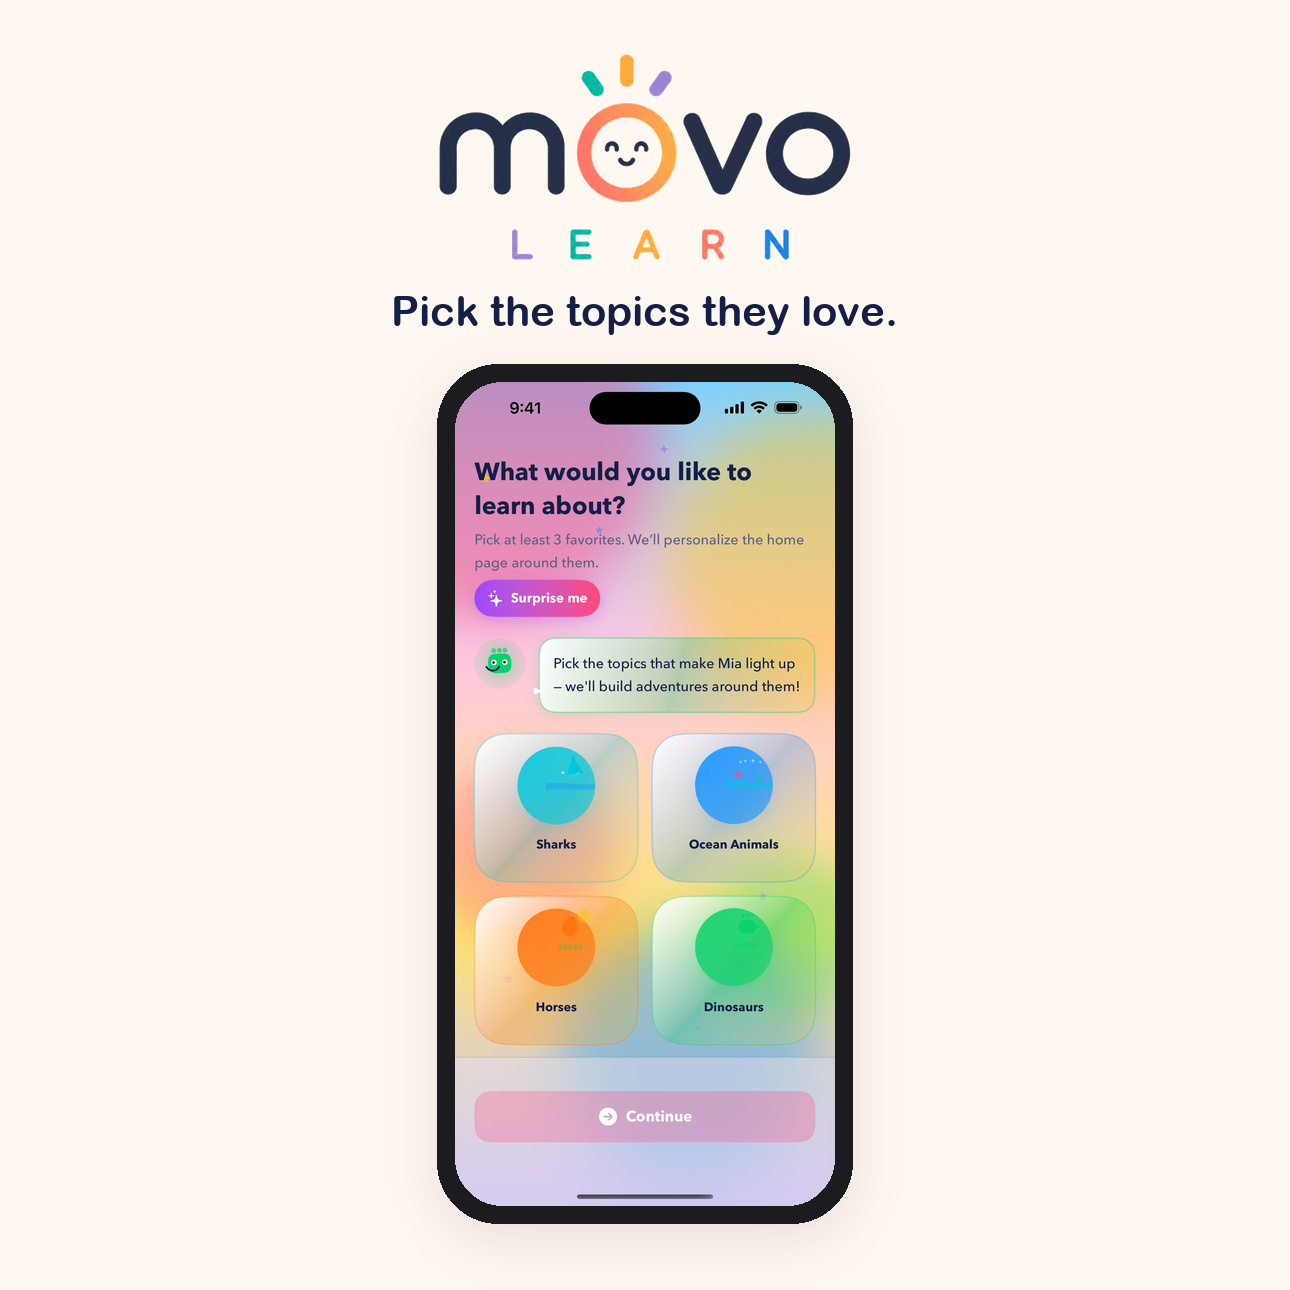 movo
LEARN
Pick the topics they love.
9:41
What would you like to
learn about?
Pick at least 3 favorites. We’ll personalize the home
page around them.
Surprise me
Pick the topics that make Mia light up
– we'll build adventures around them!
Sharks
Ocean Animals
Horses
Dinosaurs
Continue